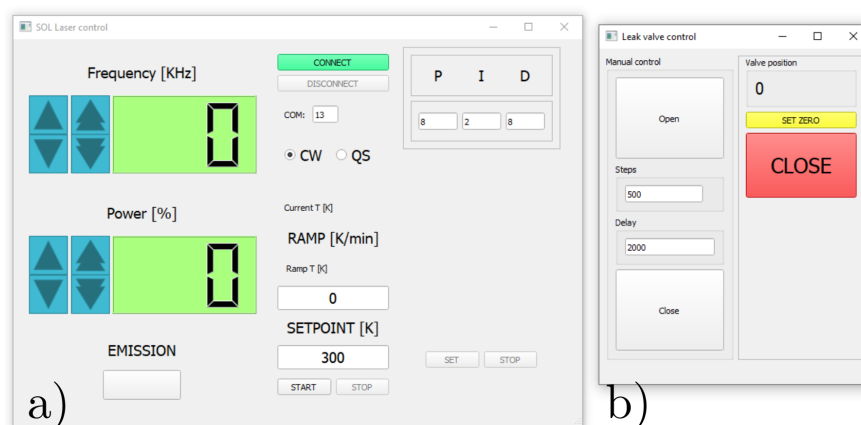 SOL Laser control
Frequency [KHz]
0
Power [%]
0
EMISSION
CONNECT
DISCONNECT
COM: 13
CW QS
Current T [K]
RAMP [K/min]
Ramp T [K]
0
SETPOINT [K]
300
START STOP
P I D
8 2 8
SET STOP
a)
Leak valve control
Manual control
Open
Steps
500
Delay
2000
Close
Valve position
0
SET ZERO
CLOSE
b)